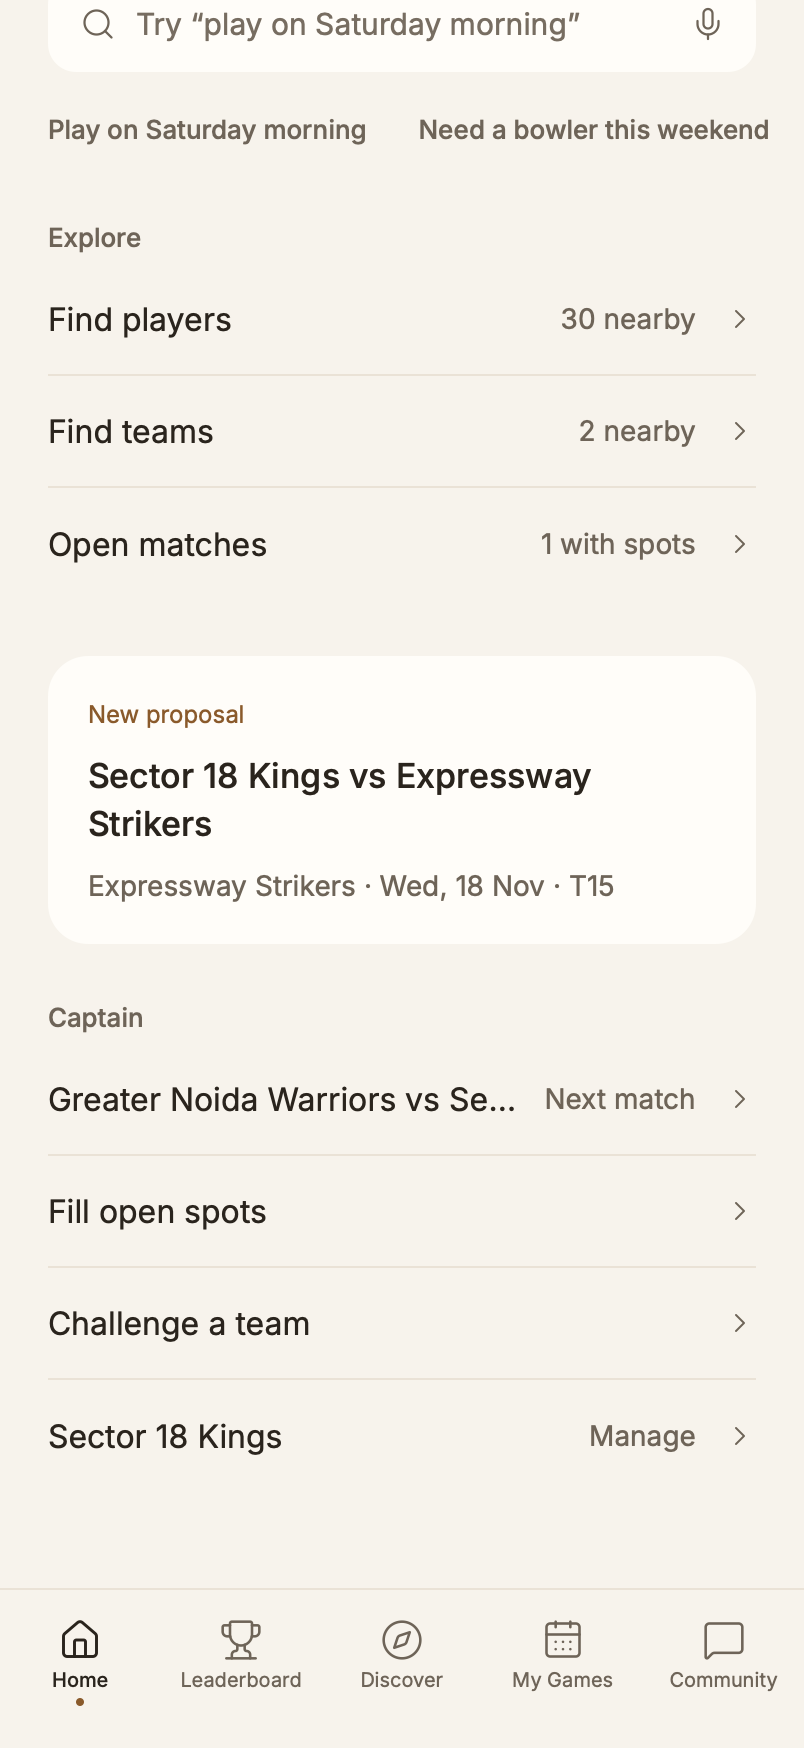 Try “play on Saturday morning”
Play on Saturday morning
Need a bowler this weekend
Explore
Find players
30 nearby
Find teams
2 nearby
Open matches
1 with spots
New proposal
Sector 18 Kings vs Expressway
Strikers
Expressway Strikers · Wed, 18 Nov · T15
Captain
Greater Noida Warriors vs Se...
Next match
Fill open spots
Challenge a team
Sector 18 Kings
Manage
Home
Leaderboard
Discover
My Games
Community